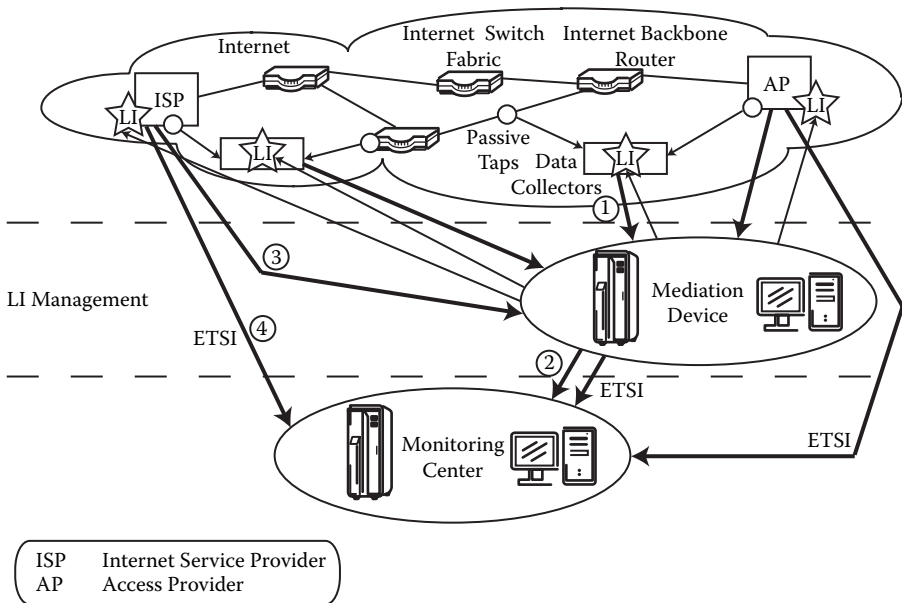 Internet
Internet Switch
Fabric
Internet Backbone
Router
ISP
LI
AP
LI
LI
Passive
Taps
Data
Collectors
LI
1
3
LI Management
Mediation
Device
4
ETSI
2
ETSI
Monitoring
Center
ETSI
ISP Internet Service Provider
AP Access Provider